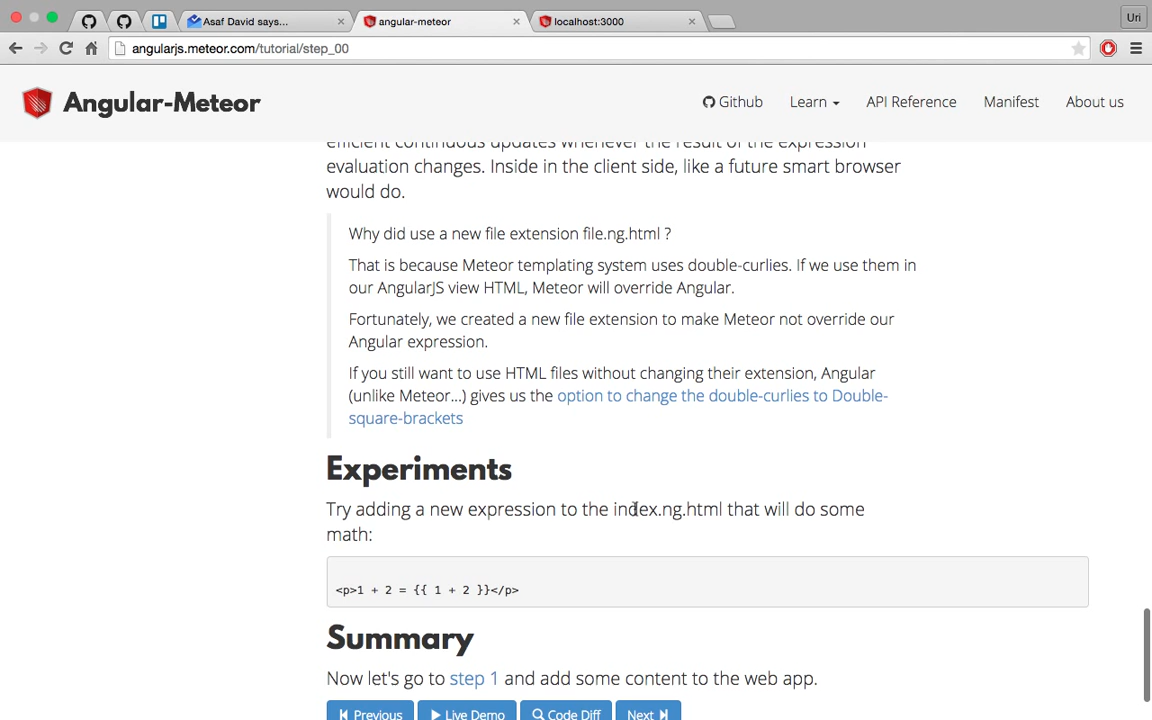 Asaf David says...
angular-meteor
localhost:3000
Uri
angularjs.meteor.com/tutorial/step_00
Angular-Meteor
Github
Learn
API Reference
Manifest
About us
efficient continuous updates whenever the result of the expression
evaluation changes. Inside in the client side, like a future smart browser
would do.
Why did use a new file extension file.ng.html ?
That is because Meteor templating system uses double-curlies. If we use them in
our AngularJS view HTML, Meteor will override Angular.
Fortunately, we created a new file extension to make Meteor not override our
Angular expression.
If you still want to use HTML files without changing their extension, Angular
(unlike Meteor...) gives us the option to change the double-curlies to Double-
square-brackets
Experiments
Try adding a new expression to the index.ng.html that will do some
math:
<p>1 + 2 = {{ 1 + 2 }}</p>
Summary
Now let's go to step 1 and add some content to the web app.
Previous
Live Demo
Code Diff
Next